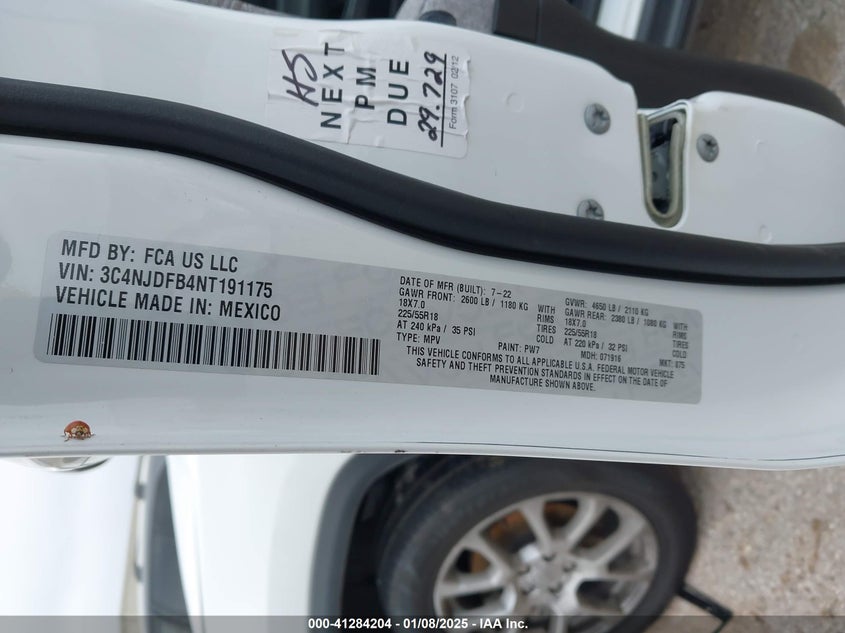 HS
NEXT
PM
DUE
29.729
Form 3107 02/12
MFD BY: FCA US LLC
VIN: 3C4NJDFB4NT191175
VEHICLE MADE IN: MEXICO
DATE OF MFR (BUILT): 7-22
GAWR FRONT: 2600 LB / 1180 KG WITH
18X7.0 RIMS
225/55R18 TIRES
AT 240 kPa / 35 PSI COLD
TYPE: MPV PAINT: PW7
GVWR: 4650 LB / 2110 KG
GAWR REAR: 2380 LB / 1080 KG WITH
18X7.0 RIMS
225/55R18 TIRES
AT 220 kPa / 32 PSI COLD
MDH: 071916 MKT: 875
THIS VEHICLE CONFORMS TO ALL APPLICABLE U.S.A. FEDERAL MOTOR VEHICLE
SAFETY AND THEFT PREVENTION STANDARDS IN EFFECT ON THE DATE OF
MANUFACTURE SHOWN ABOVE.
000-41284204 - 01/08/2025 - IAA Inc.